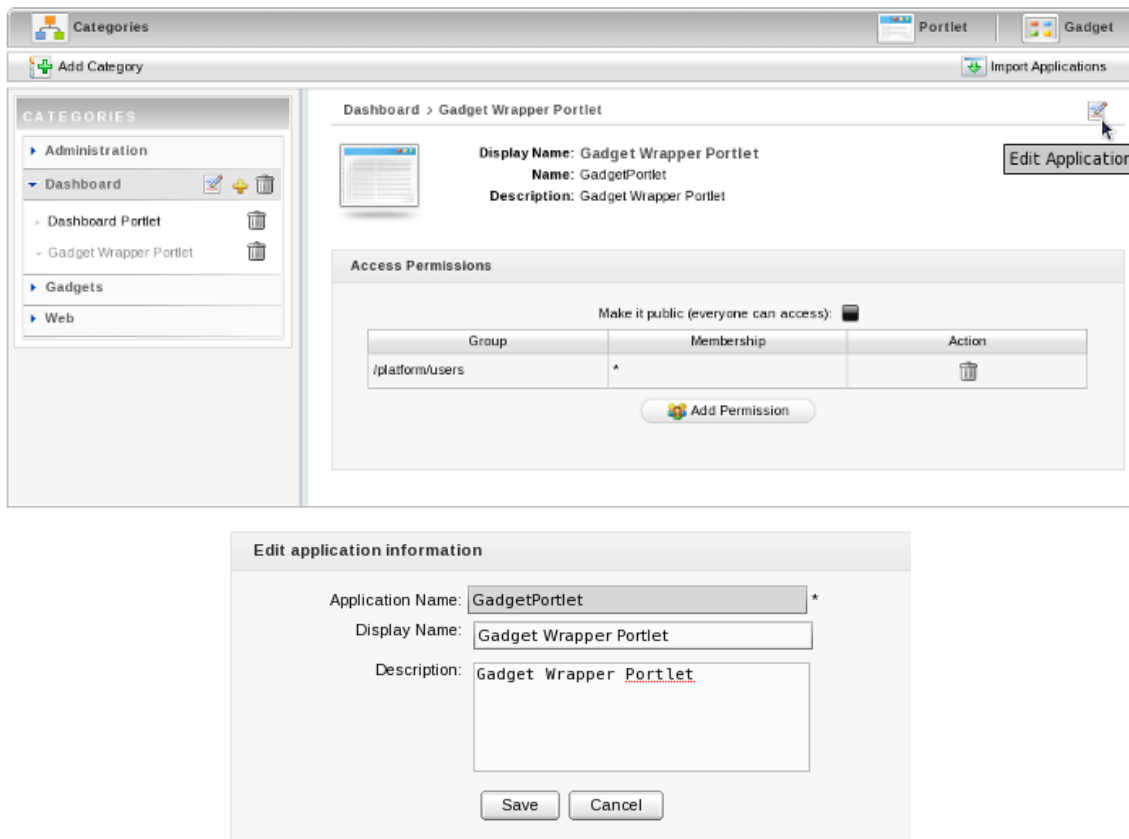 Categories Portlet Gadget
Add Category Import Applications
CATEGORIES
Administration
Dashboard
Dashboard Portlet
Gadget Wrapper Portlet
Gadgets
Web
Dashboard > Gadget Wrapper Portlet
Edit Application
Display Name: Gadget Wrapper Portlet
Name: GadgetPortlet
Description: Gadget Wrapper Portlet
Access Permissions
Make it public (everyone can access):
Group Membership Action
/platform/users *
Add Permission
Edit application information
Application Name: GadgetPortlet *
Display Name: Gadget Wrapper Portlet
Description: Gadget Wrapper Portlet
Save Cancel